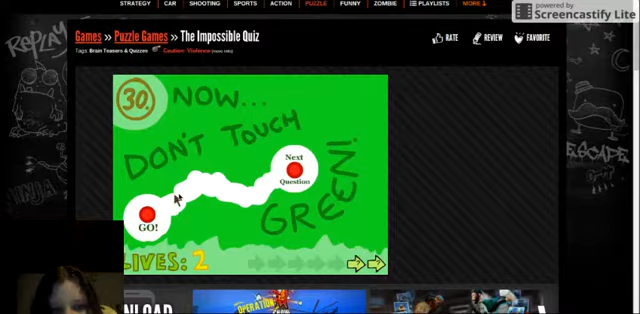 STRATEGY CAR SHOOTING SPORTS ACTION PUZZLE FUNNY ZOMBIE PLAYLISTS MORE
powered by
Screencastify Lite
Games » Puzzle Games » The Impossible Quiz
RATE REVIEW FAVORITE
Tags: Brain Teasers & Quizzes Caution: Violence
REPLAY
30. NOW...
DON'T TOUCH
GREEN!
Next
Question
GO!
ESCAPE
NINJA
LIVES: 2
? ?
OPERATION